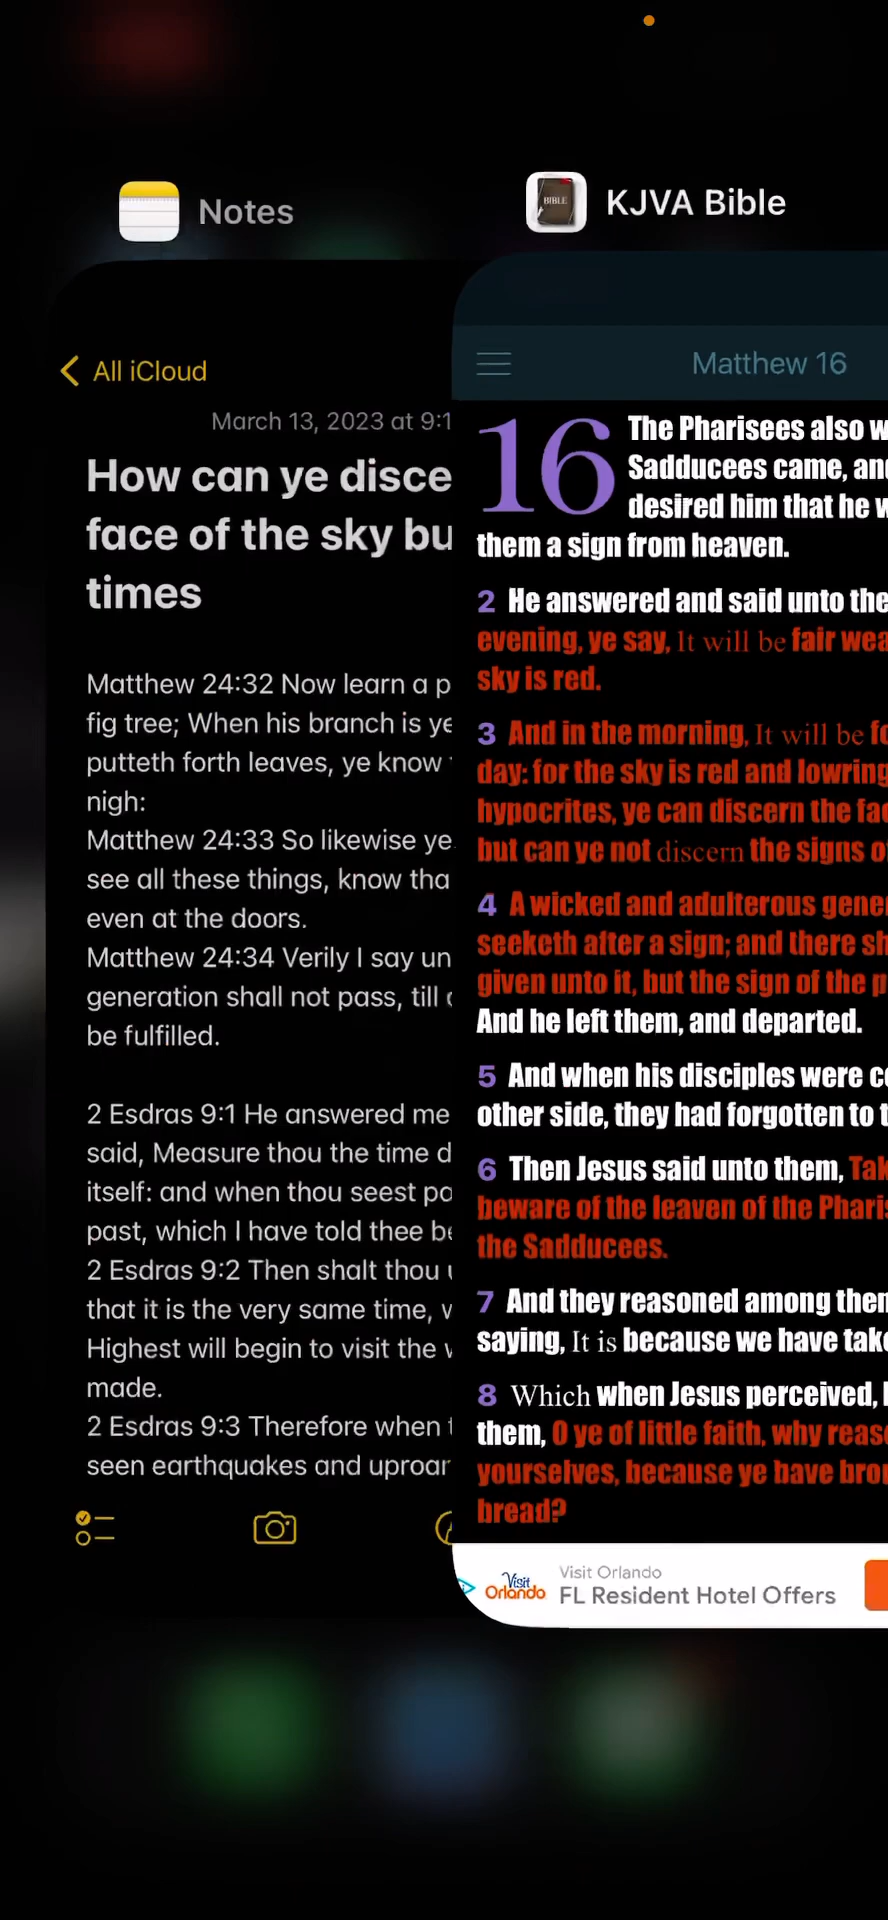 Notes
All iCloud
March 13, 2023 at 9:1
How can ye disce
face of the sky bu
times
Matthew 24:32 Now learn a p
fig tree; When his branch is ye
putteth forth leaves, ye know
nigh:
Matthew 24:33 So likewise ye
see all these things, know tha
even at the doors.
Matthew 24:34 Verily I say un
generation shall not pass, till
be fulfilled.
2 Esdras 9:1 He answered me
said, Measure thou the time d
itself: and when thou seest pa
past, which I have told thee be
2 Esdras 9:2 Then shalt thou
that it is the very same time, w
Highest will begin to visit the w
made.
2 Esdras 9:3 Therefore when t
seen earthquakes and uproar
KJVA Bible
Matthew 16
16 The Pharisees also w
Sadducees came, and
desired him that he w
them a sign from heaven.
2 He answered and said unto the
evening, ye say, It will be fair wea
sky is red.
3 And in the morning, It will be fo
day: for the sky is red and lowring
hypocrites, ye can discern the fac
but can ye not discern the signs o
4 A wicked and adulterous gene
seeketh after a sign; and there sh
given unto it, but the sign of the p
And he left them, and departed.
5 And when his disciples were co
other side, they had forgotten to t
6 Then Jesus said unto them, Tak
beware of the leaven of the Pharis
the Sadducees.
7 And they reasoned among then
saying, It is because we have take
8 Which when Jesus perceived, h
them, O ye of little faith, why reas
yourselves, because ye have brou
bread?
Visit Orlando
Visit Orlando
FL Resident Hotel Offers